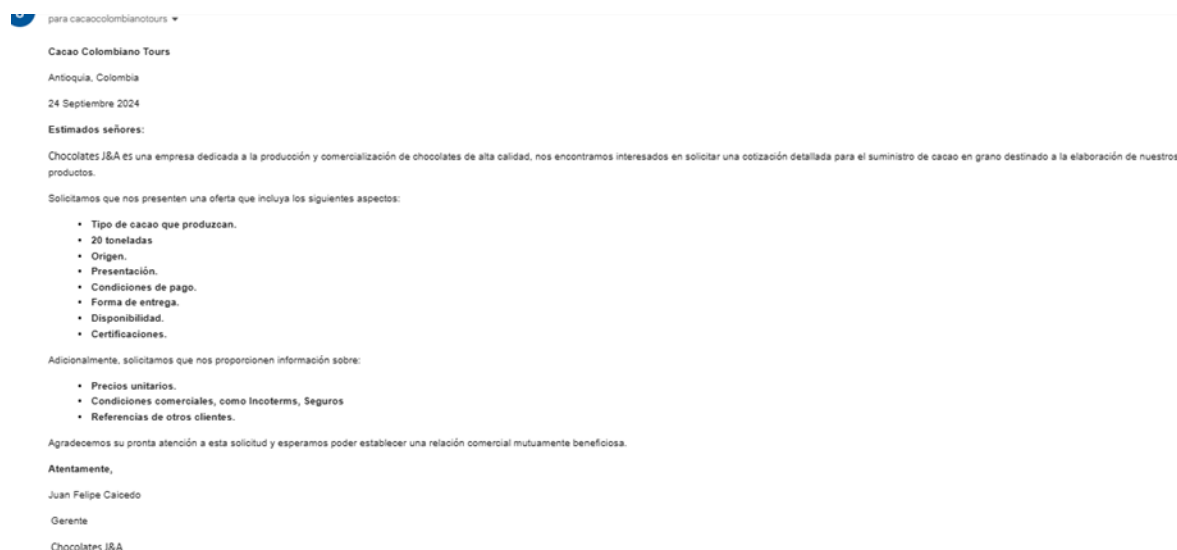 para cacaocolombianotours
Cacao Colombiano Tours
Antioquia, Colombia
24 Septiembre 2024
Estimados señores:
Chocolates J&A es una empresa dedicada a la producción y comercialización de chocolates de alta calidad, nos encontramos interesados en solicitar una cotización detallada para el suministro de cacao en grano destinado a la elaboración de nuestros
productos.
Solicitamos que nos presenten una oferta que incluya los siguientes aspectos:
• Tipo de cacao que produzcan.
• 20 toneladas
• Origen.
• Presentación.
• Condiciones de pago.
• Forma de entrega.
• Disponibilidad.
• Certificaciones.
Adicionalmente, solicitamos que nos proporcionen información sobre:
• Precios unitarios.
• Condiciones comerciales, como Incoterms, Seguros
• Referencias de otros clientes.
Agradecemos su pronta atención a esta solicitud y esperamos poder establecer una relación comercial mutuamente beneficiosa.
Atentamente,
Juan Felipe Caicedo
Gerente
Chocolates J&A